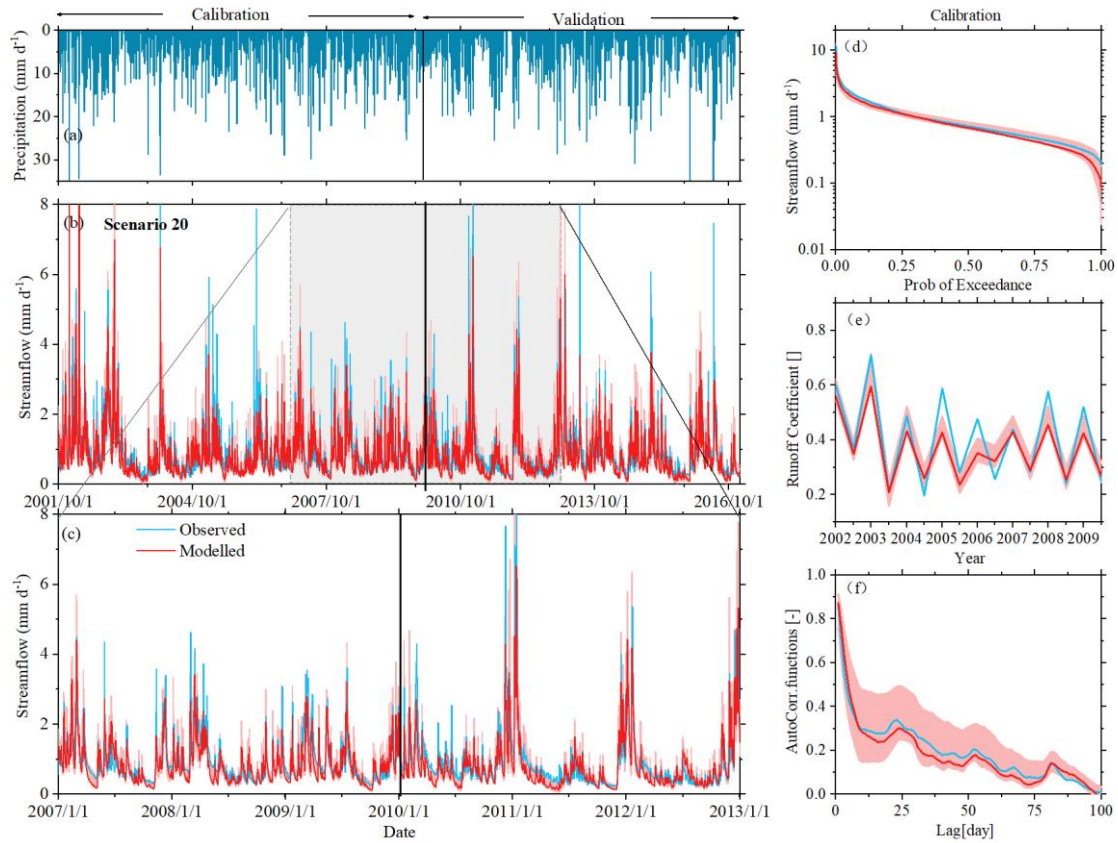 Calibration
Validation
0
10
20
30
Precipitation (mm d-1)
(a)
8
6
4
2
0
Streamflow (mm d-1)
(b)
Scenario 20
2001/10/1
2004/10/1
2007/10/1
2010/10/1
2013/10/1
2016/10/1
8
6
4
2
0
Streamflow (mm d-1)
(c)
Observed
Modelled
2007/1/1
2008/1/1
2009/1/1
2010/1/1
2011/1/1
2012/1/1
2013/1/1
Date
Calibration
(d)
10
1
0.1
0.01
Streamflow (mm d-1)
0.00
0.25
0.50
0.75
1.00
Prob of Exceedance
(e)
0.8
0.6
0.4
0.2
Runoff Coefficient []
2002
2003
2004
2005
2006
2007
2008
2009
Year
(f)
1.0
0.8
0.6
0.4
0.2
0.0
AutoCorr.functions [-]
0
25
50
75
100
Lag[day]